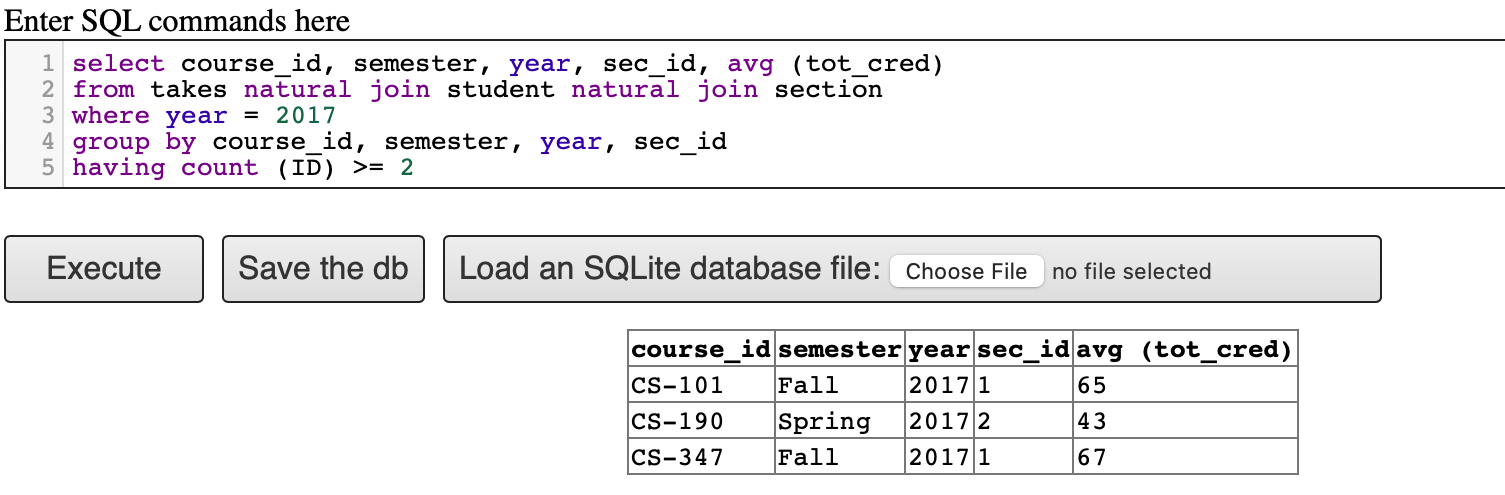 Enter SQL commands here
1 select course_id, semester, year, sec_id, avg (tot_cred)
2 from takes natural join student natural join section
3 where year = 2017
4 group by course_id, semester, year, sec_id
5 having count (ID) >= 2
Execute Save the db Load an SQLite database file: Choose File no file selected
course_id semester year sec_id avg (tot_cred)
CS-101 Fall 2017 1 65
CS-190 Spring 2017 2 43
CS-347 Fall 2017 1 67